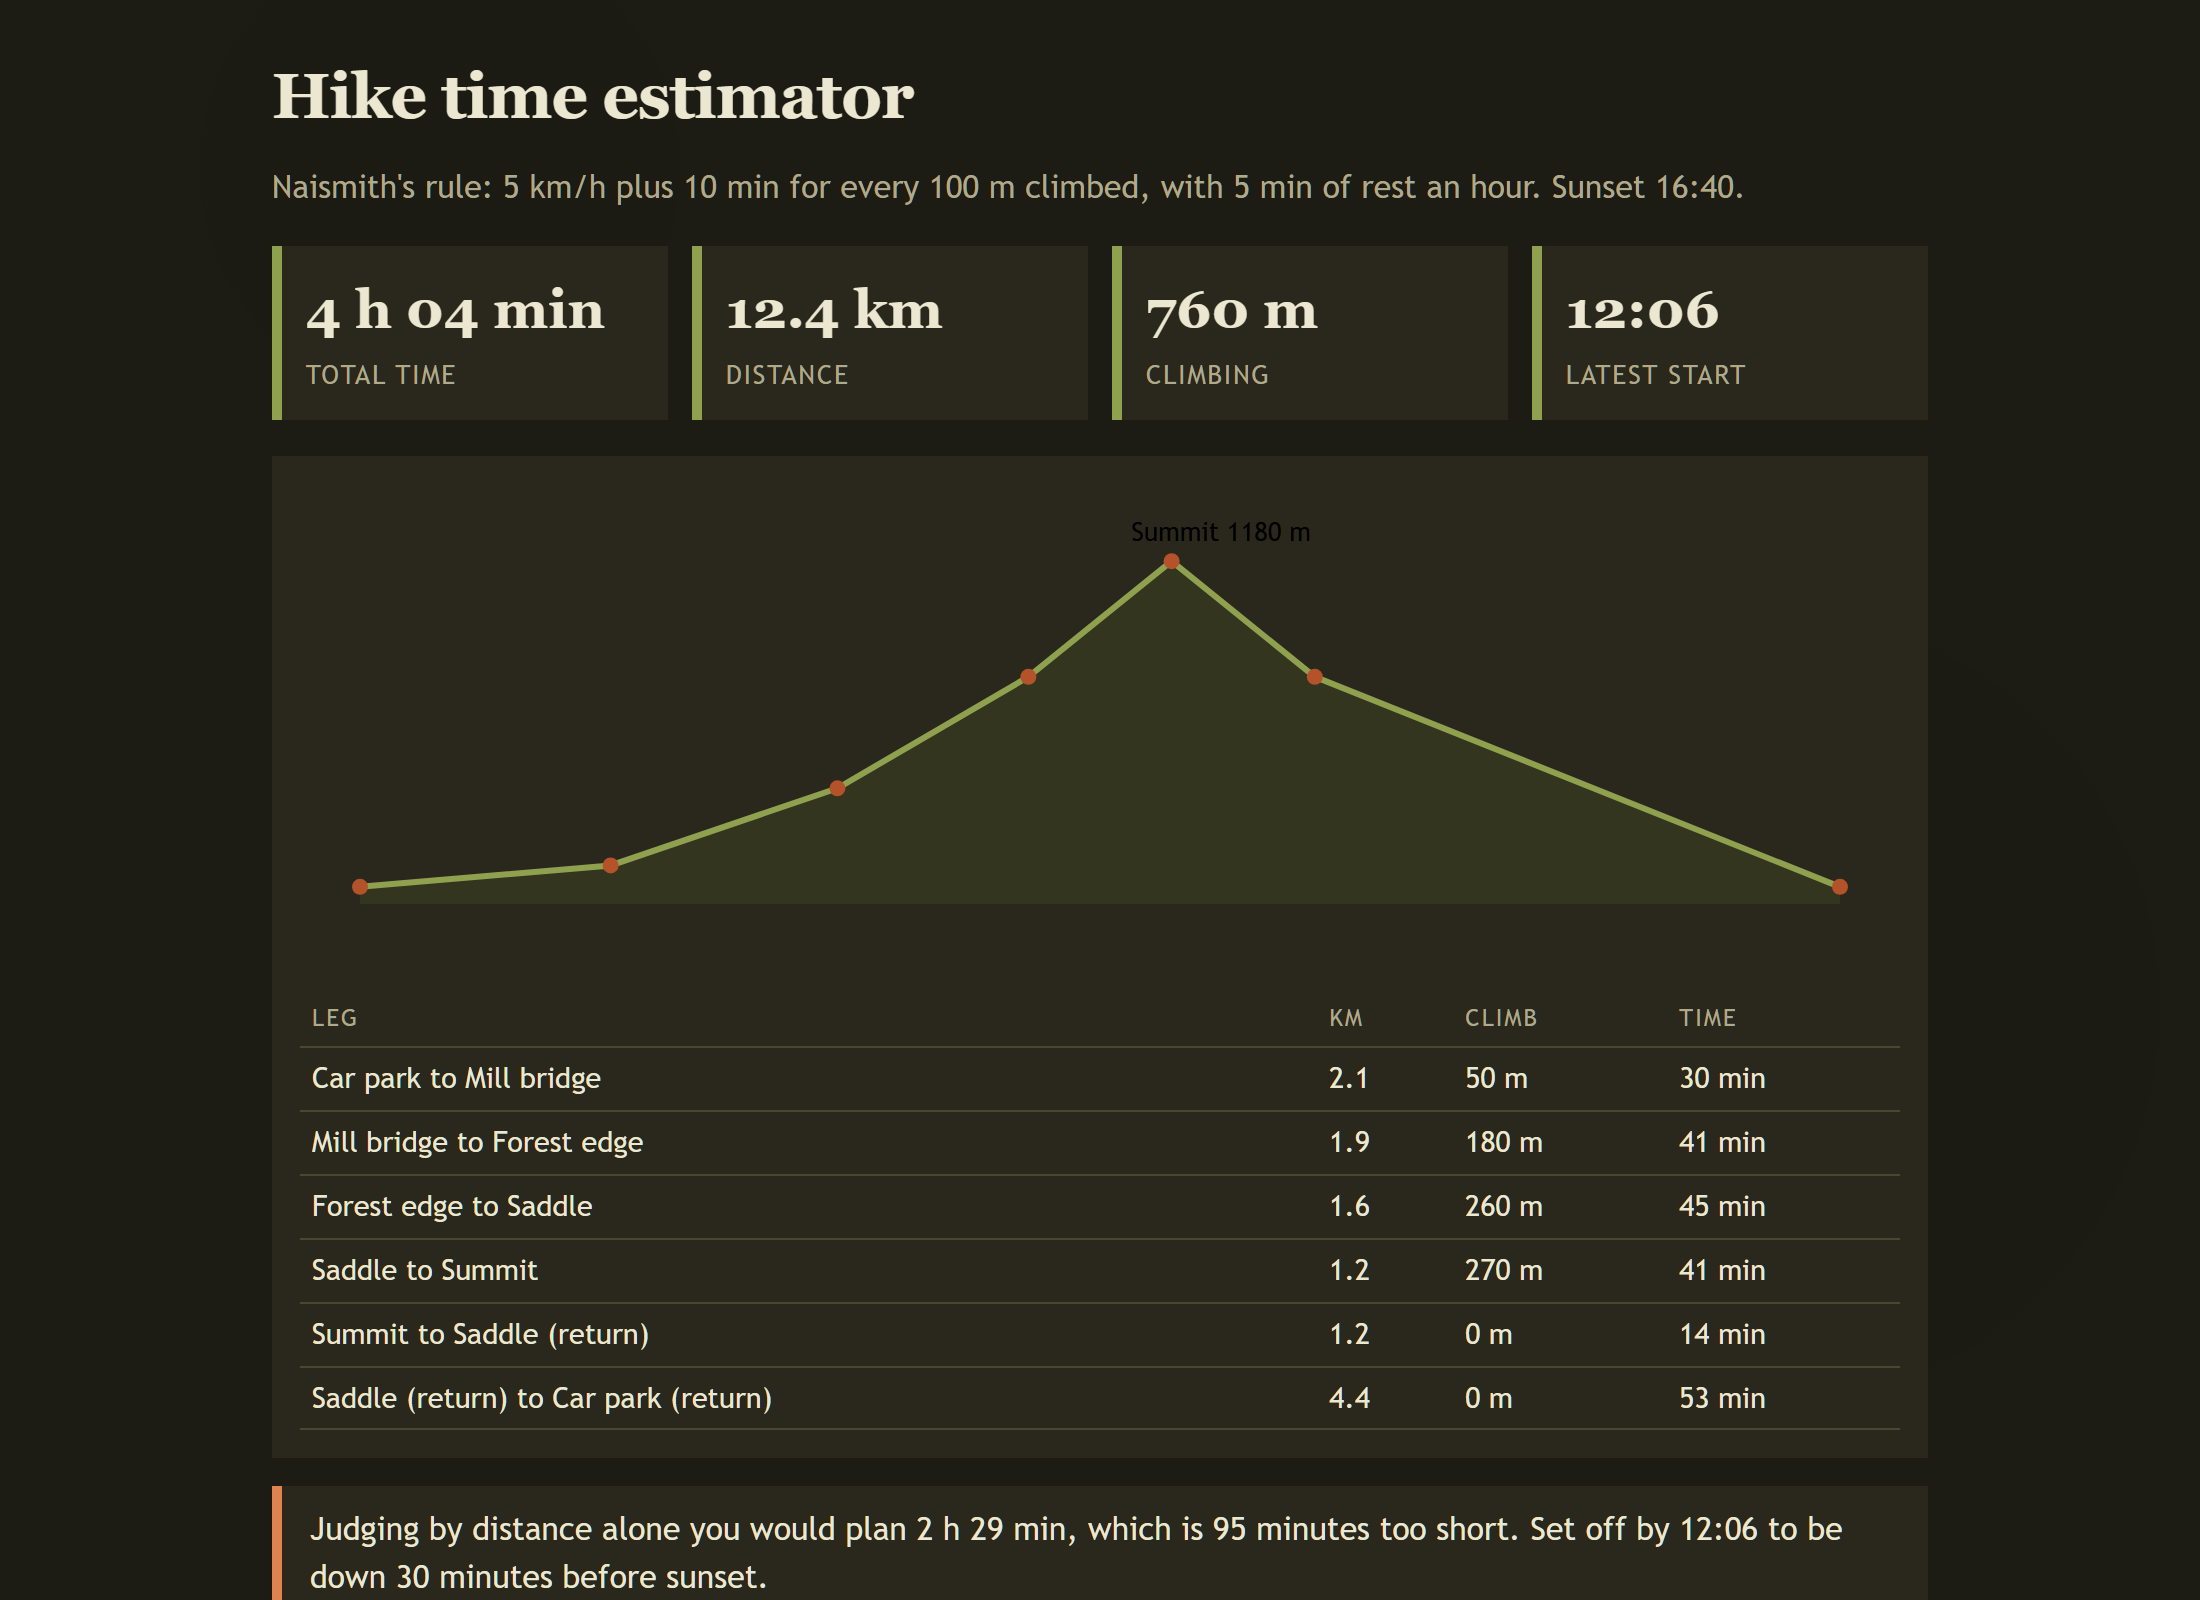 Hike time estimator
Naismith's rule: 5 km/h plus 10 min for every 100 m climbed, with 5 min of rest an hour. Sunset 16:40.
4 h 04 min
TOTAL TIME
12.4 km
DISTANCE
760 m
CLIMBING
12:06
LATEST START
Summit 1180 m
LEG KM CLIMB TIME
Car park to Mill bridge 2.1 50 m 30 min
Mill bridge to Forest edge 1.9 180 m 41 min
Forest edge to Saddle 1.6 260 m 45 min
Saddle to Summit 1.2 270 m 41 min
Summit to Saddle (return) 1.2 0 m 14 min
Saddle (return) to Car park (return) 4.4 0 m 53 min
Judging by distance alone you would plan 2 h 29 min, which is 95 minutes too short. Set off by 12:06 to be
down 30 minutes before sunset.